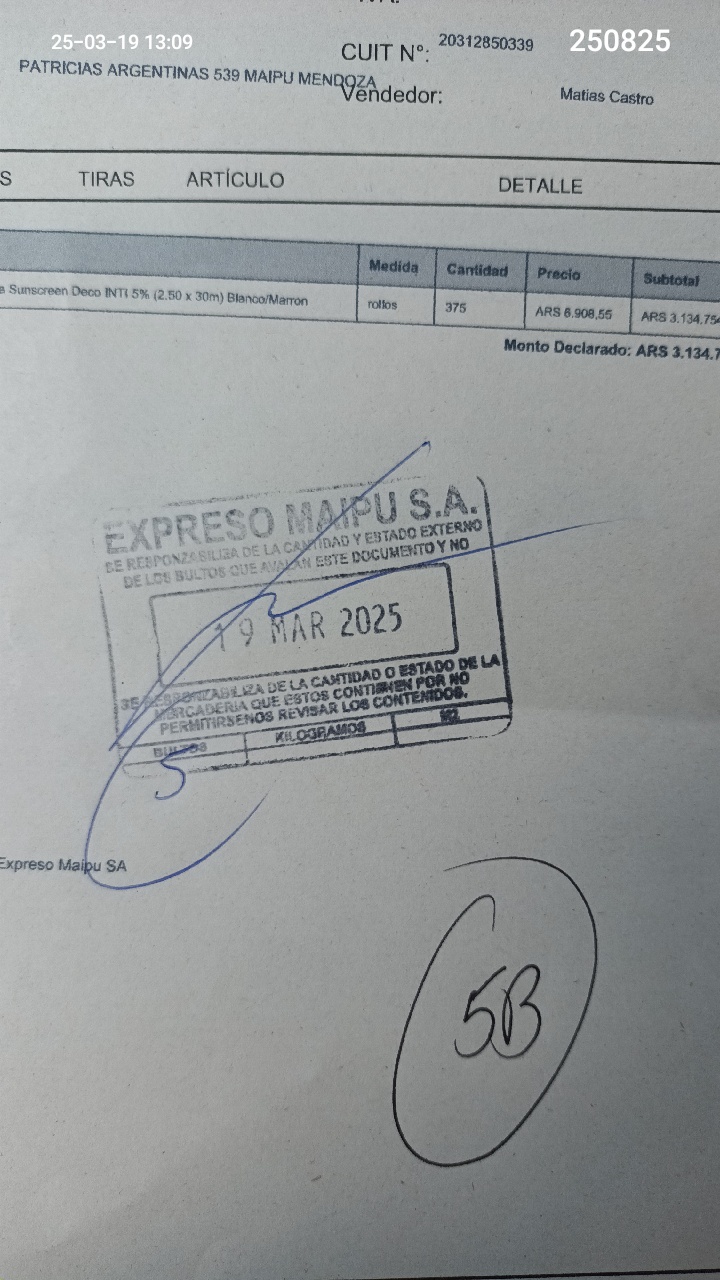 25-03-19 13:09
CUIT N°: 20312850339
250825
PATRICIAS ARGENTINAS 539 MAIPU MENDOZA
Vendedor: Matias Castro
S TIRAS ARTÍCULO DETALLE
Medida Cantidad Precio Subtotal
a Sunscreen Deco INTI 5% (2.50 x 30m) Blanco/Marron rollos 375 ARS 8.908,55 ARS 3.134.754
Monto Declarado: ARS 3.134.7
EXPRESO MAIPU S.A.
SE RESPONZABILIZA DE LA CANTIDAD Y ESTADO EXTERNO
DE LOS BULTOS QUE AVALAN ESTE DOCUMENTO Y NO
19 MAR 2025
SE RESPONZABILIZA DE LA CANTIDAD O ESTADO DE LA
MERCADERIA QUE ESTOS CONTIENEN POR NO
PERMITIRSENOS REVISAR LOS CONTENIDOS.
BULTOS KILOGRAMOS M3
5
Expreso Maipu SA
5B